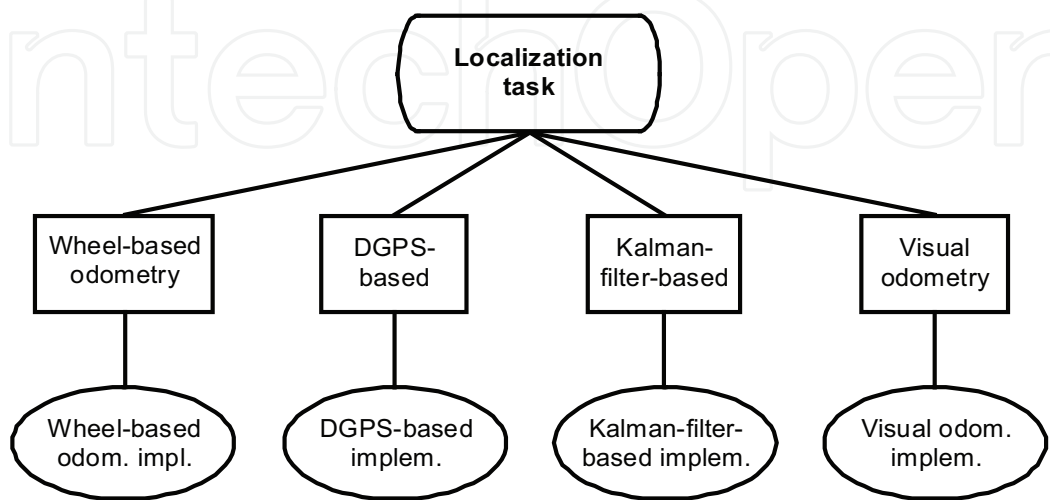 ntechOpen
Localization
task
Wheel-based
odometry
DGPS-
based
Kalman-
filter-based
Visual
odometry
Wheel-based
odom. impl.
DGPS-based
implem.
Kalman-filter-
based implem.
Visual odom.
implem.